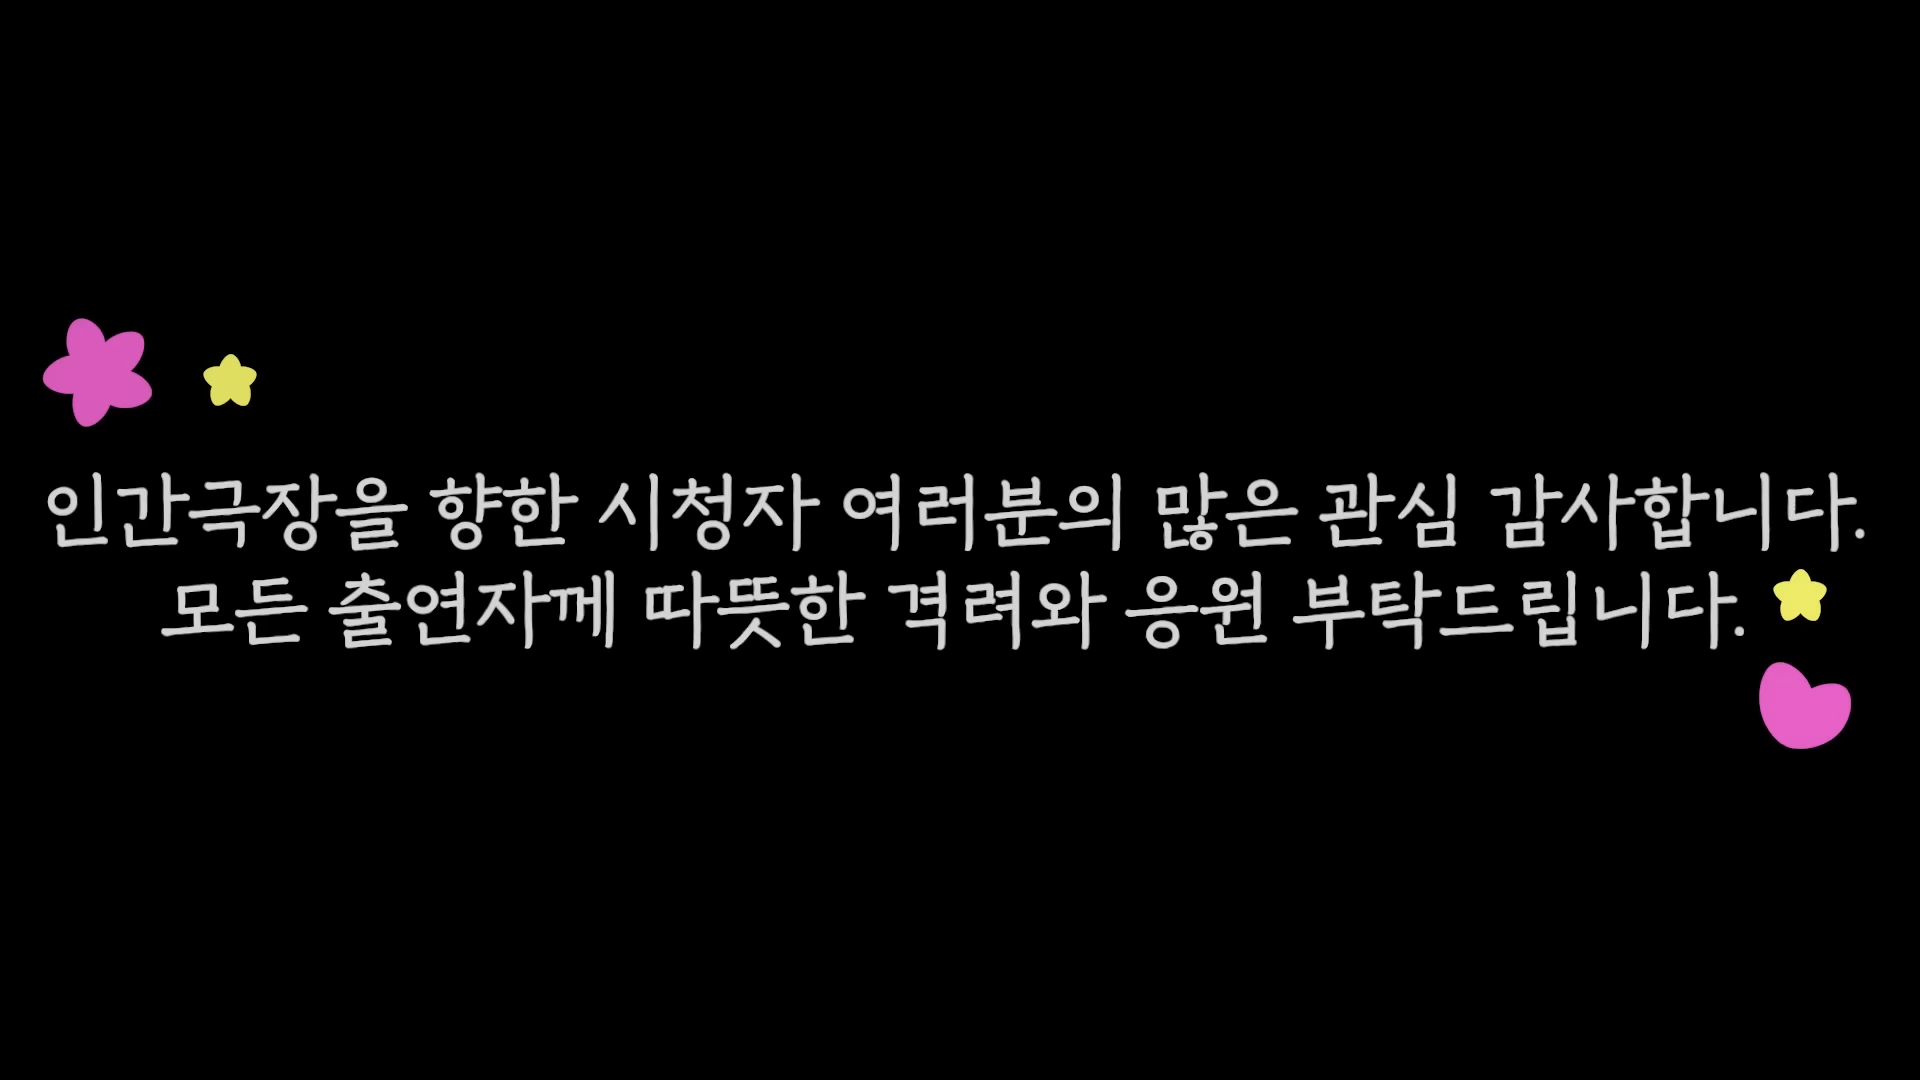 인간극장을 향한 시청자 여러분의 많은 관심 감사합니다.
모든 출연자께 따뜻한 격려와 응원 부탁드립니다.